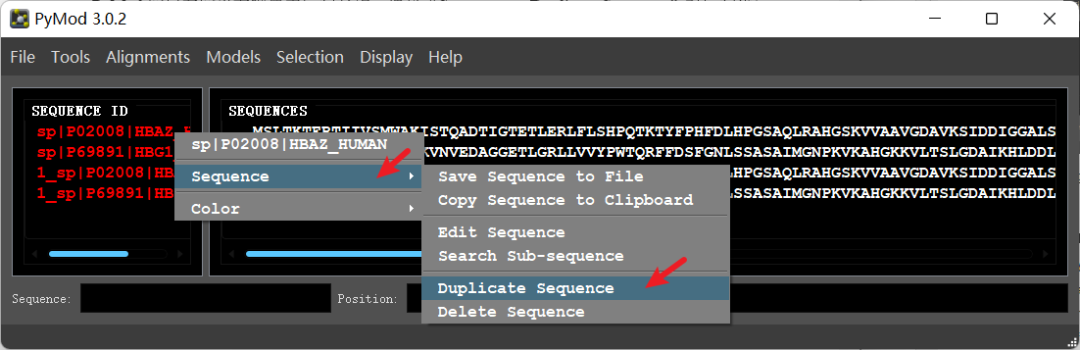 PyMod 3.0.2
File Tools Alignments Models Selection Display Help
SEQUENCE ID SEQUENCES
sp|P02008|HBAZ_H MSLTKTERTIIVSMWAKISTQADTIGTETLERLFLSHPQTKTYFPHFDLHPGSAQLRAHGSKVVAAVGDAVKSIDDIGGALS
sp|P02008|HBAZ_HUMAN
sp|P69891|HBG1 KVNVEDAGGETLGRLLVVYPWTQRFFDSFGNLSSASAIMGNPKVKAHGKKVLTSLGDAIKHLDDL
1_sp|P02008|HB Sequence Save Sequence to File LHPGSAQLRAHGSKVVAAVGDAVKSIDDIGGALS
1_sp|P69891|HB LSSASAIMGNPKVKAHGKKVLTSLGDAIKHLDDL
Copy Sequence to Clipboard
Color
Edit Sequence
Search Sub-sequence
Duplicate Sequence
Sequence: Position:
Delete Sequence